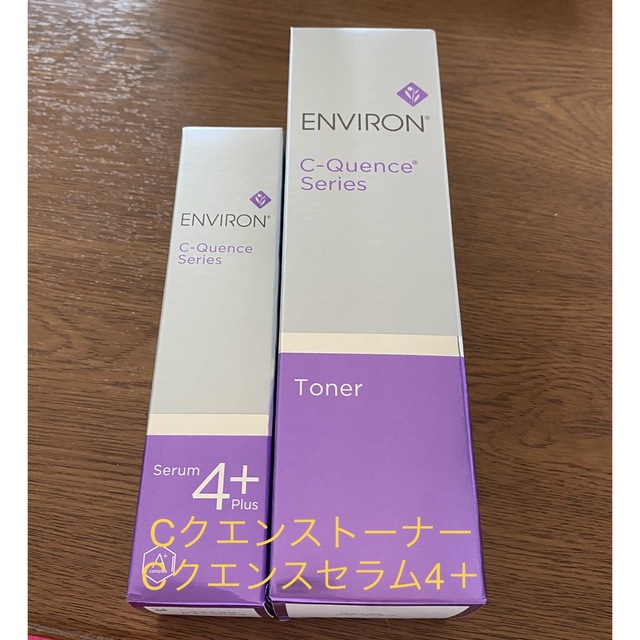 ENVIRON®
C-Quence
Series
Serum 4+
Plus
ENVIRON®
C-Quence®
Series
Toner
Cクエンストーナー
Cクエンスセラム4＋
A+